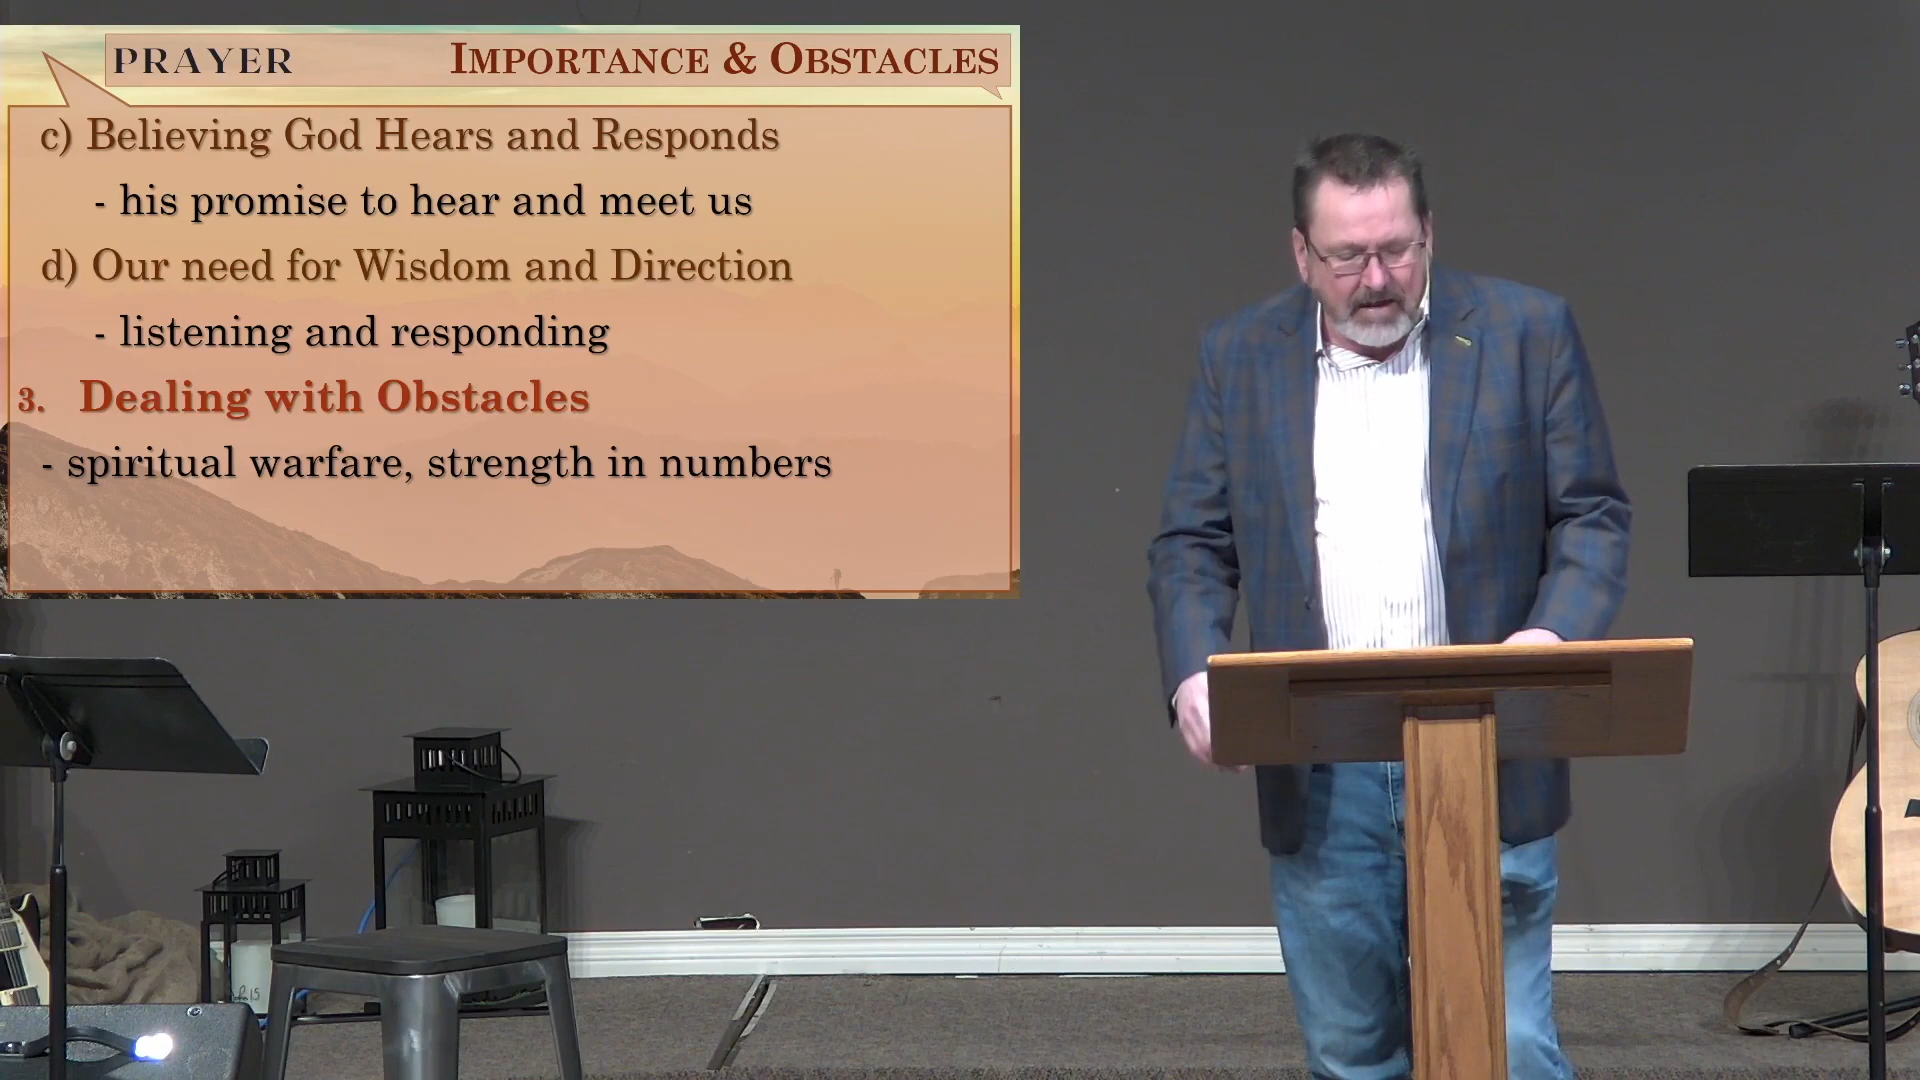 PRAYER IMPORTANCE & OBSTACLES
c) Believing God Hears and Responds
- his promise to hear and meet us
d) Our need for Wisdom and Direction
- listening and responding
3. Dealing with Obstacles
- spiritual warfare, strength in numbers